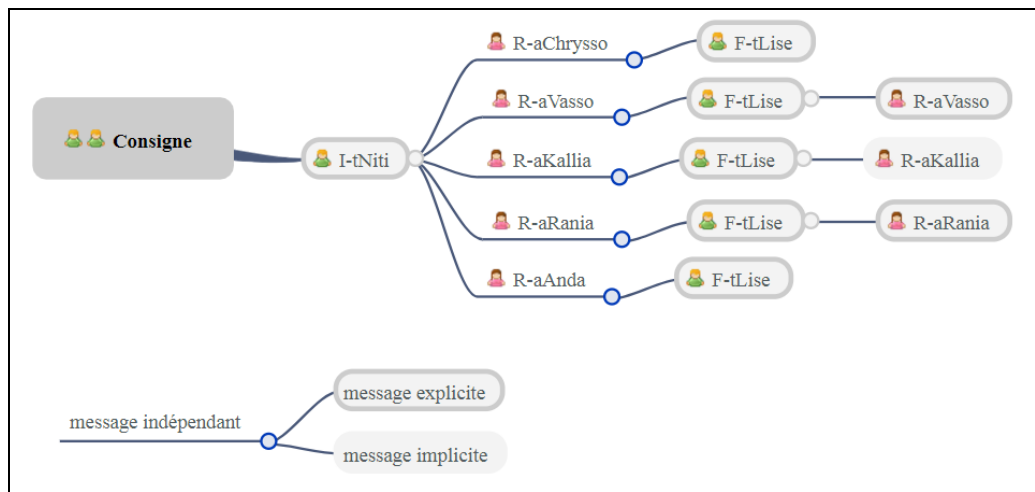 R-aChrysso
F-tLise
R-aVasso
F-tLise
R-aVasso
Consigne
I-tNiti
R-aKallia
F-tLise
R-aKallia
R-aRania
F-tLise
R-aRania
R-aAnda
F-tLise
message explicite
message indépendant
message implicite